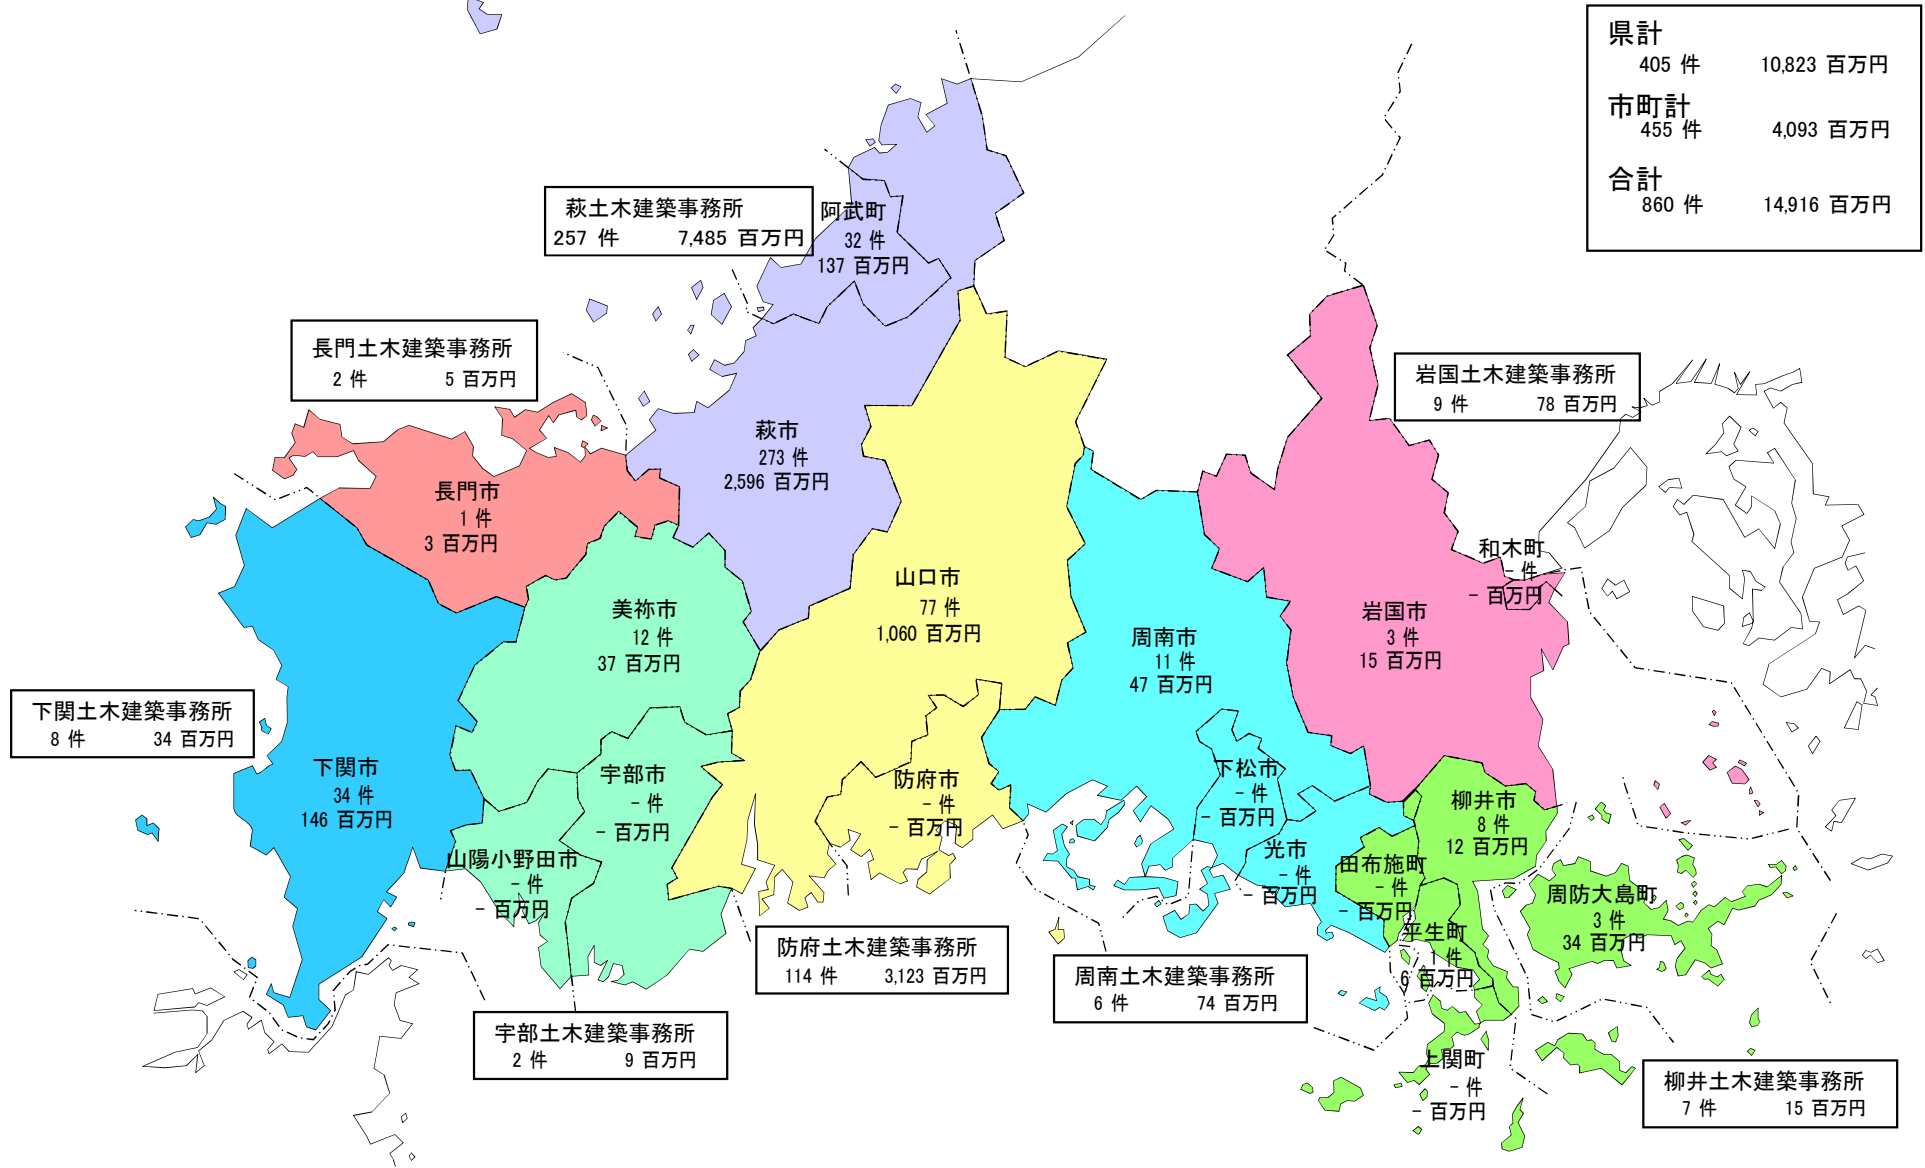 県計
405 件 10,823 百万円
市町計
455 件 4,093 百万円
合計
860 件 14,916 百万円
萩土木建築事務所
257 件 7,485 百万円
阿武町
32 件
137 百万円
長門土木建築事務所
2 件 5 百万円
岩国土木建築事務所
9 件 78 百万円
萩市
273 件
2,596 百万円
長門市
1 件
3 百万円
和木町
- 件
- 百万円
山口市
77 件
1,060 百万円
美祢市
12 件
37 百万円
岩国市
3 件
15 百万円
周南市
11 件
47 百万円
下関土木建築事務所
8 件 34 百万円
下関市
34 件
146 百万円
宇部市
- 件
- 百万円
防府市
- 件
- 百万円
下松市
- 件
- 百万円
柳井市
8 件
12 百万円
山陽小野田市
- 件
- 百万円
光市
- 件
- 百万円
田布施町
- 件
- 百万円
周防大島町
3 件
34 百万円
平生町
1 件
6 百万円
防府土木建築事務所
114 件 3,123 百万円
周南土木建築事務所
6 件 74 百万円
宇部土木建築事務所
2 件 9 百万円
上関町
- 件
- 百万円
柳井土木建築事務所
7 件 15 百万円